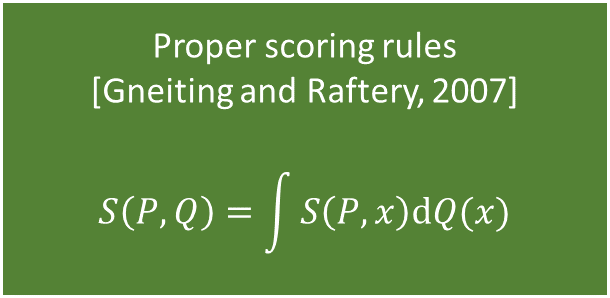 Proper scoring rules
[Gneiting and Raftery, 2007]
𝑆(𝑃, 𝑄) = ∫ 𝑆(𝑃, 𝑥)d𝑄(𝑥)